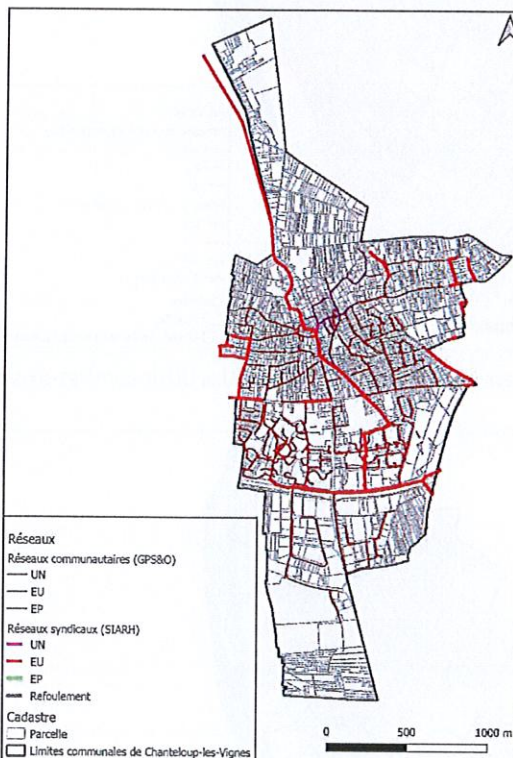 Réseaux
Réseaux communautaires (GPS&O)
UN
EU
EP
Réseaux syndicaux (SIARH)
UN
EU
EP
Refoulement
Cadastre
Parcelle
Limites communales de Chanteloup-les-Vignes
0 500 1000 m